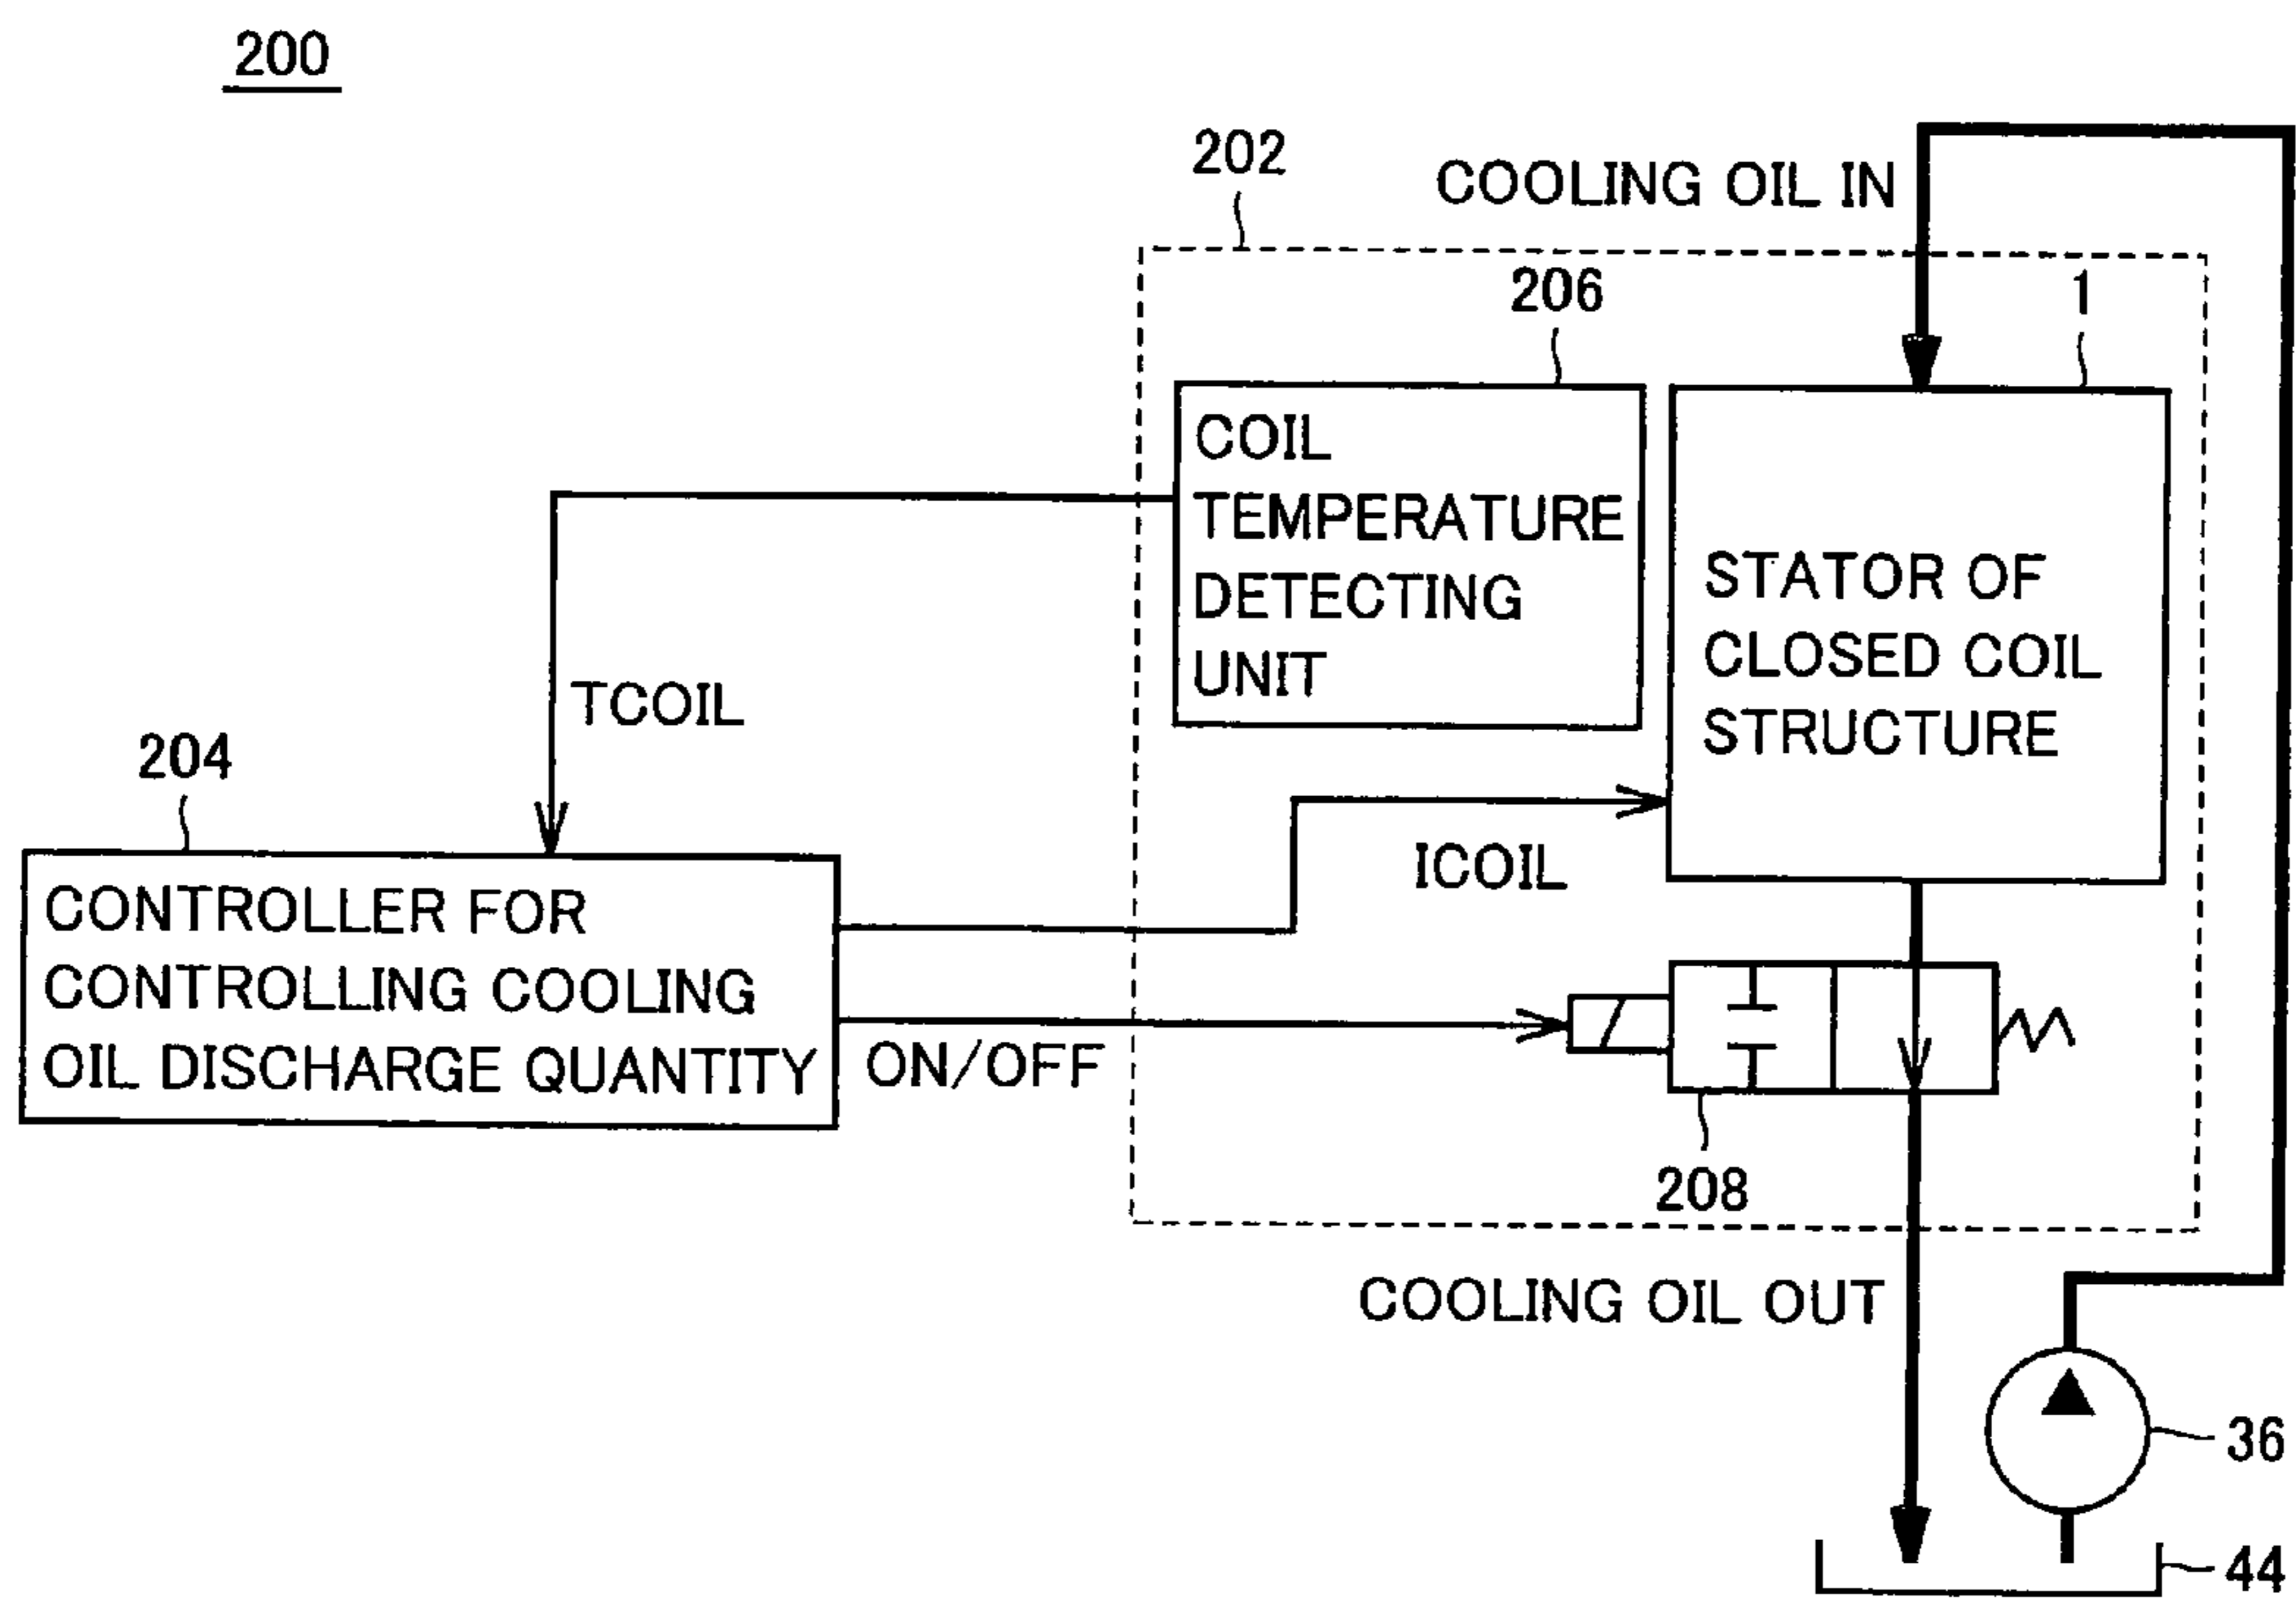 200
202
COOLING OIL IN
206
1
COIL
TEMPERATURE
DETECTING
UNIT
STATOR OF
CLOSED COIL
STRUCTURE
TCOIL
204
ICOIL
CONTROLLER FOR
CONTROLLING COOLING
OIL DISCHARGE QUANTITY
ON/OFF
208
COOLING OIL OUT
36
44